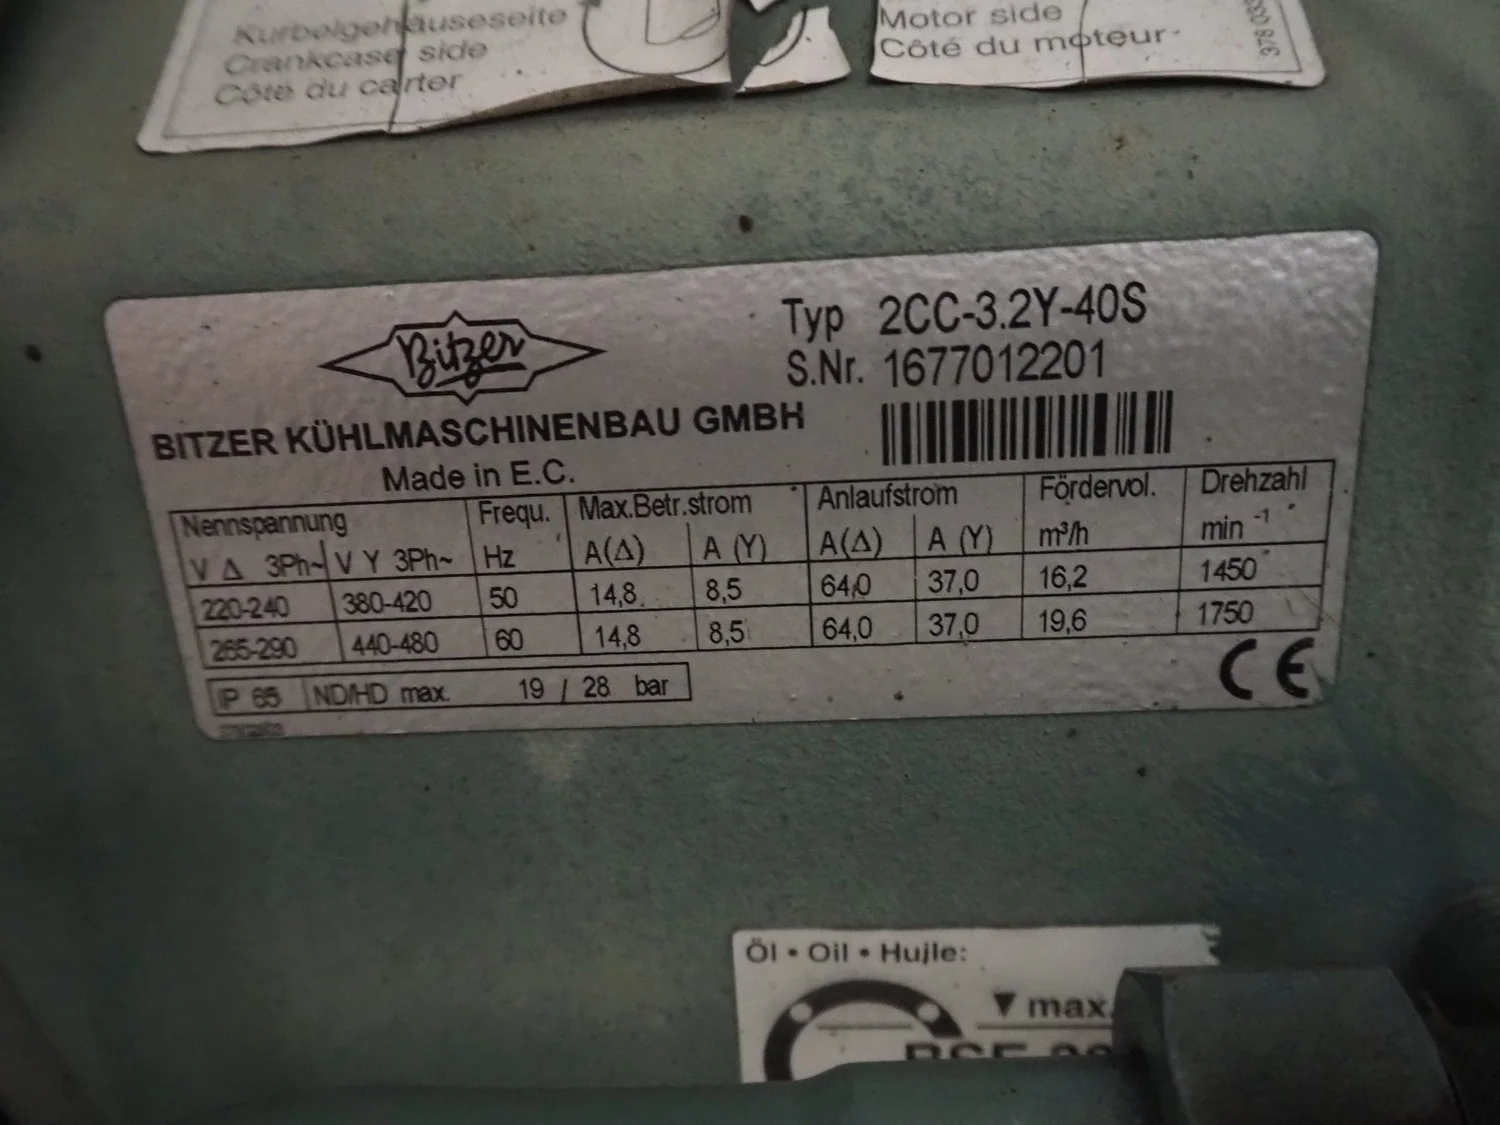 Kurbelgehäuseseite
Crankcase side
Côté du carter
Motor side
Côté du moteur
Bitzer
BITZER KÜHLMASCHINENBAU GMBH
Made in E.C.
Typ 2CC-3.2Y-40S
S.Nr. 1677012201
Nennspannung Frequ. Max.Betr.strom Anlaufstrom Fördervol. Drehzahl
V Δ 3Ph~ V Y 3Ph~ Hz A(Δ) A (Y) A(Δ) A (Y) m³/h min -1
220-240 380-420 50 14,8 8,5 64,0 37,0 16,2 1450
265-290 440-480 60 14,8 8,5 64,0 37,0 19,6 1750
IP 65 ND/HD max. 19 / 28 bar
CE
Öl • Oil • Hujle:
▼ max.